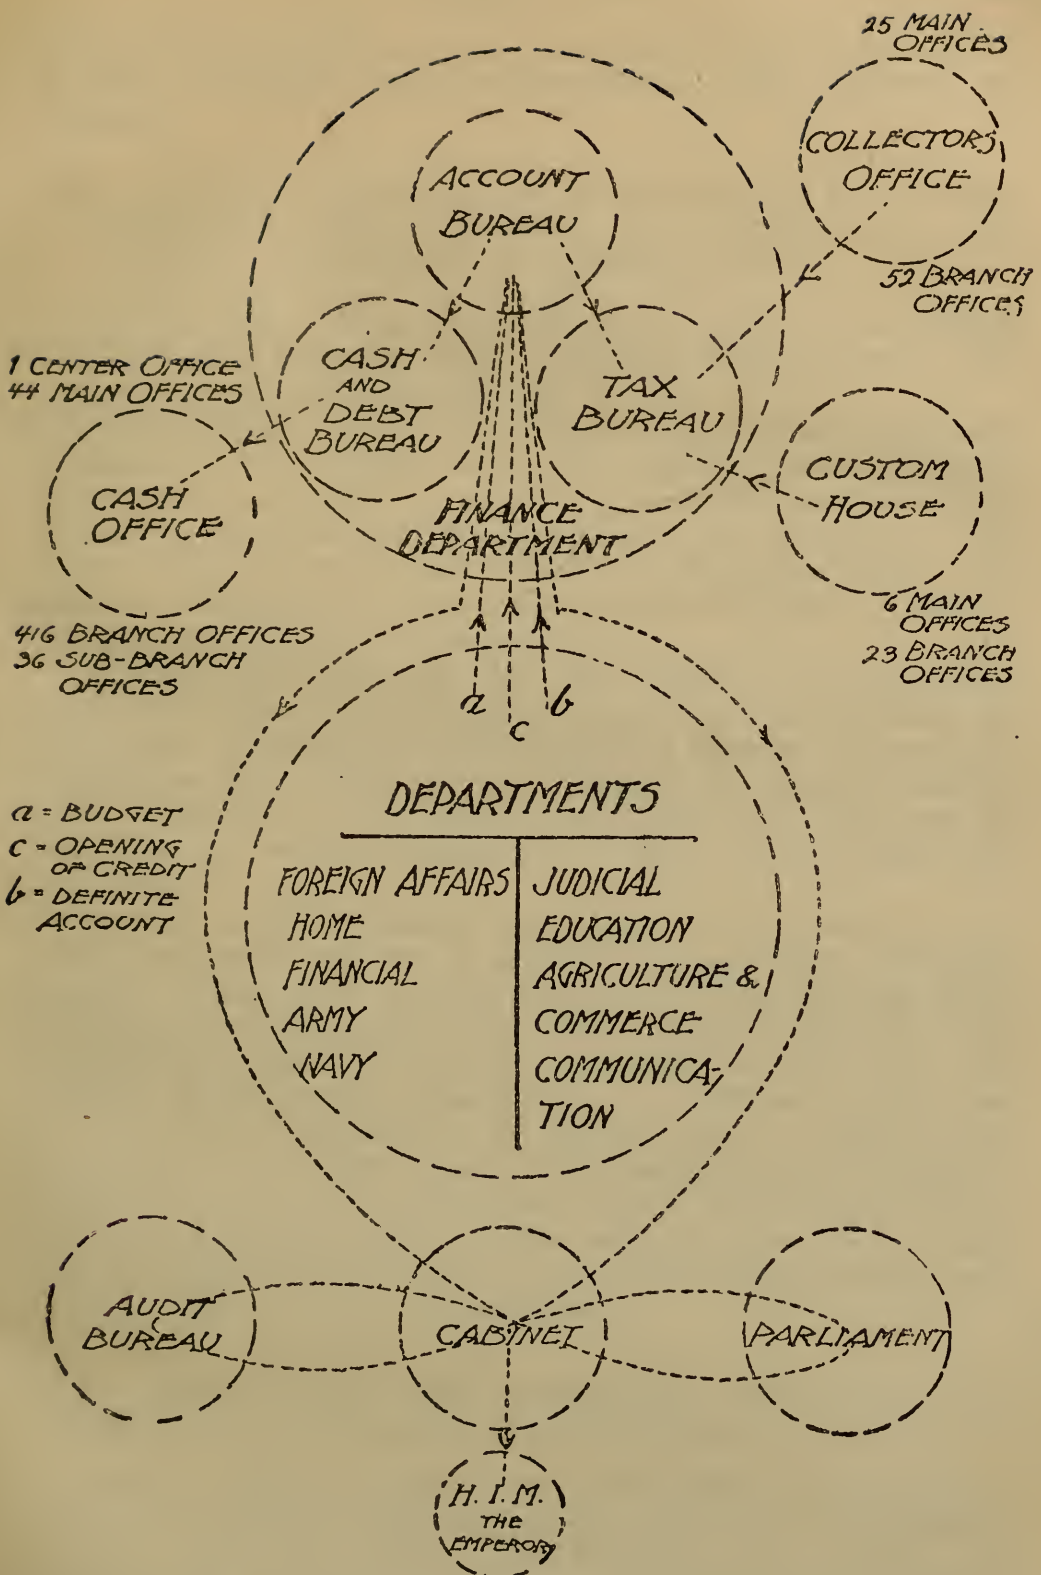 25 MAIN
OFFICES
COLLECTORS
OFFICE
52 BRANCH
OFFICES
ACCOUNT
BUREAU
CASH
AND
DEBT
BUREAU
TAX
BUREAU
FINANCE
DEPARTMENT
1 CENTER OFFICE
44 MAIN OFFICES
CASH
OFFICE
416 BRANCH OFFICES
36 SUB-BRANCH
OFFICES
CUSTOM
HOUSE
6 MAIN
OFFICES
23 BRANCH
OFFICES
a
c
b
a = BUDGET
c = OPENING
OF CREDIT
b = DEFINITE
ACCOUNT
DEPARTMENTS
FOREIGN AFFAIRS
HOME
FINANCIAL
ARMY
NAVY
JUDICIAL
EDUCATION
AGRICULTURE &
COMMERCE
COMMUNICA-
TION
AUDIT
BUREAU
CABINET
PARLIAMENT
H. I. M.
THE
EMPEROR